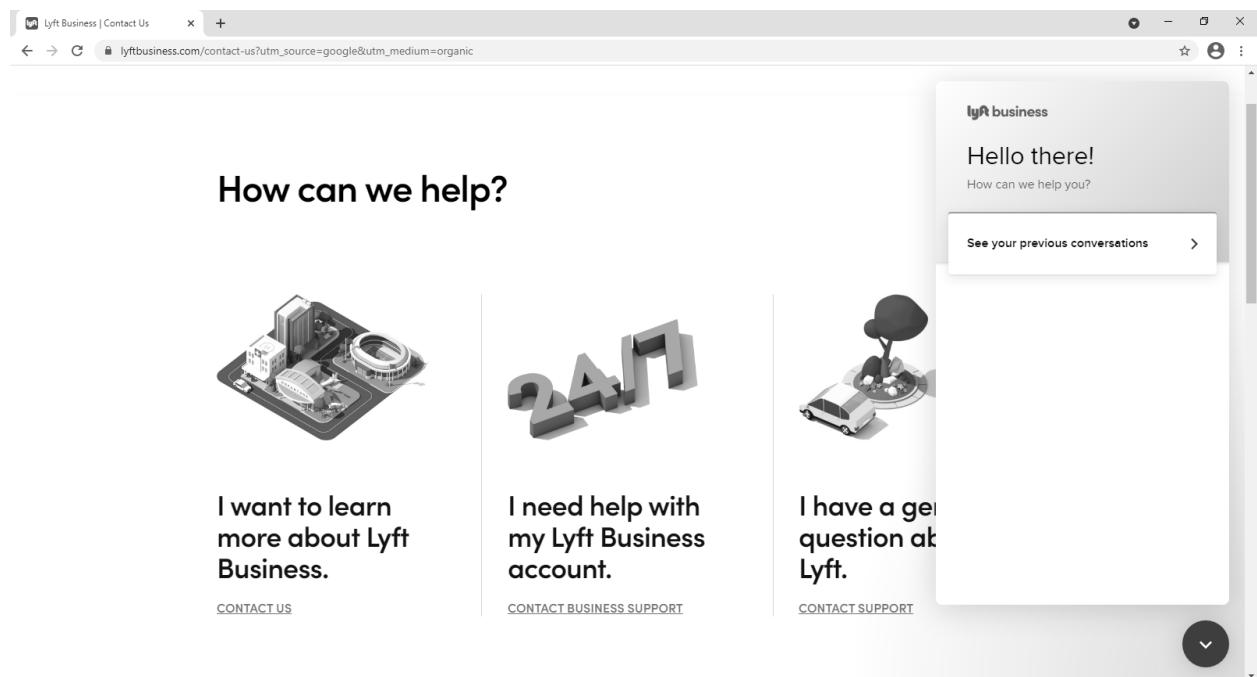 Lyft Business | Contact Us
lyftbusiness.com/contact-us?utm_source=google&utm_medium=organic
How can we help?
24/7
I want to learn
more about Lyft
Business.
CONTACT US
I need help with
my Lyft Business
account.
CONTACT BUSINESS SUPPORT
I have a
question
Lyft.
CONTACT SUPPORT
lyft business
Hello there!
How can we help you?
See your previous conversations